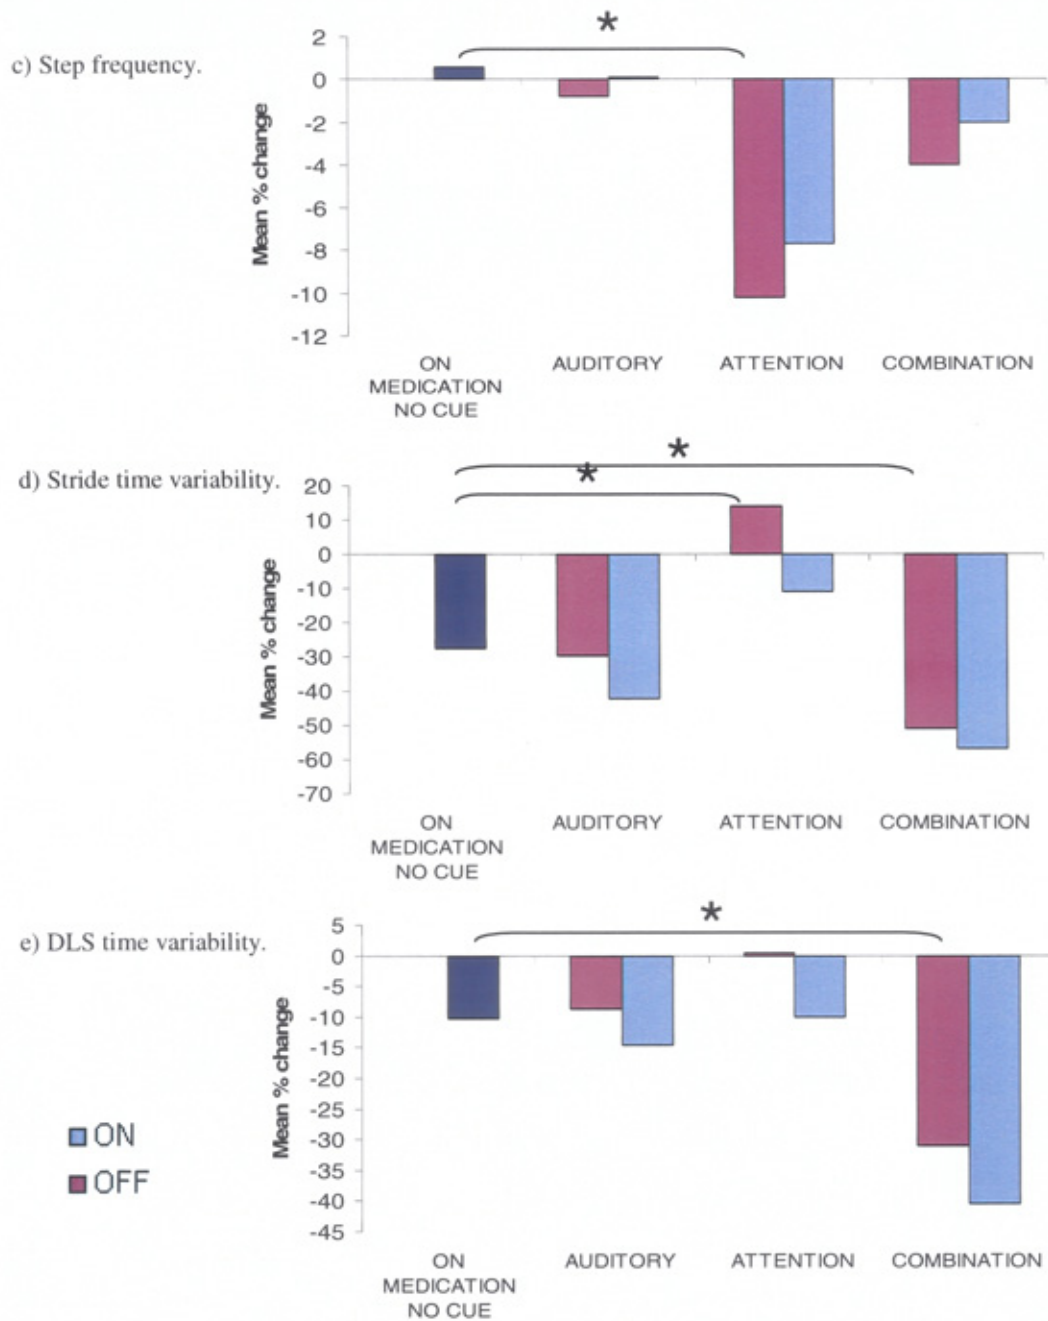 c) Step frequency.
*
Mean % change
2
0
-2
-4
-6
-8
-10
-12
ON
MEDICATION
NO CUE
AUDITORY
ATTENTION
COMBINATION
d) Stride time variability.
*
*
Mean % change
20
10
0
-10
-20
-30
-40
-50
-60
-70
ON
MEDICATION
NO CUE
AUDITORY
ATTENTION
COMBINATION
e) DLS time variability.
*
Mean % change
5
0
-5
-10
-15
-20
-25
-30
-35
-40
-45
ON
OFF
ON
MEDICATION
NO CUE
AUDITORY
ATTENTION
COMBINATION